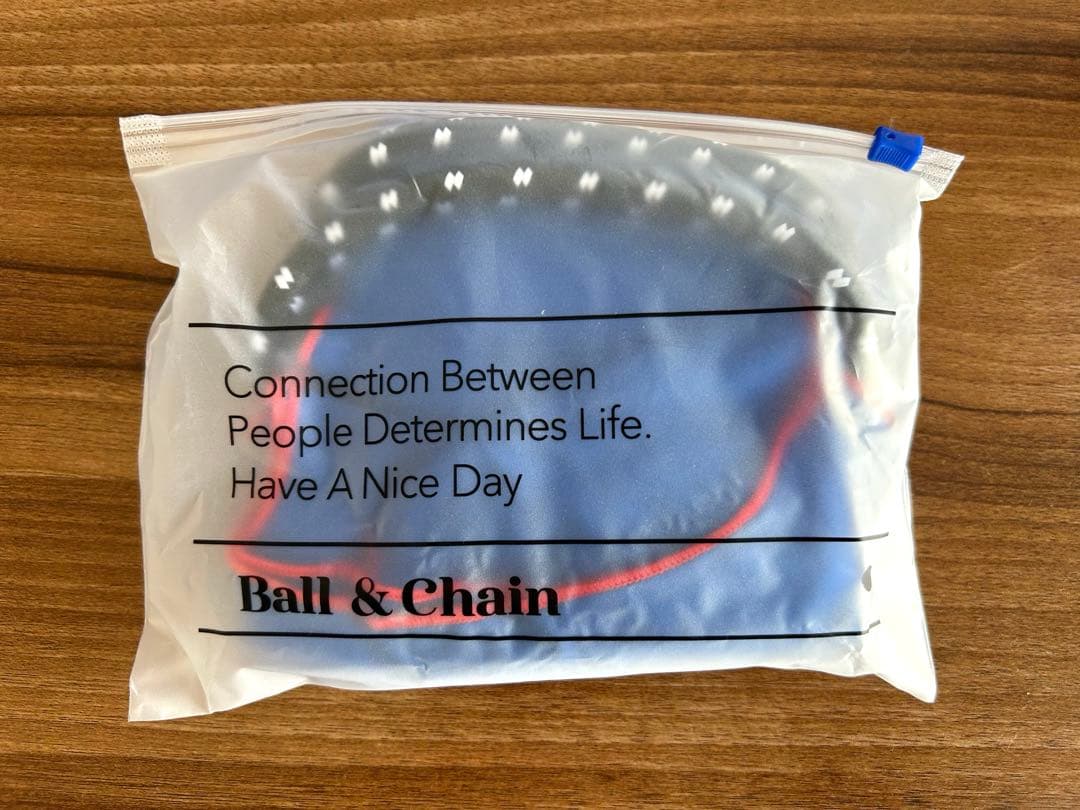 Connection Between
People Determines Life.
Have A Nice Day
Ball & Chain